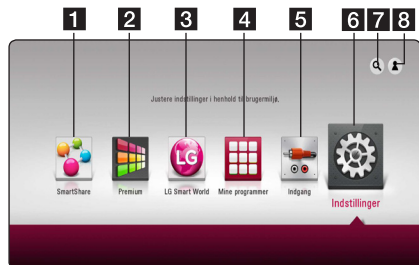 1 2 3 4 5 6 7 8
Justere indstillinger i henhold til brugermiljø.
LG
SmartShare Premium LG Smart World Mine programmer Indgang
Indstillinger